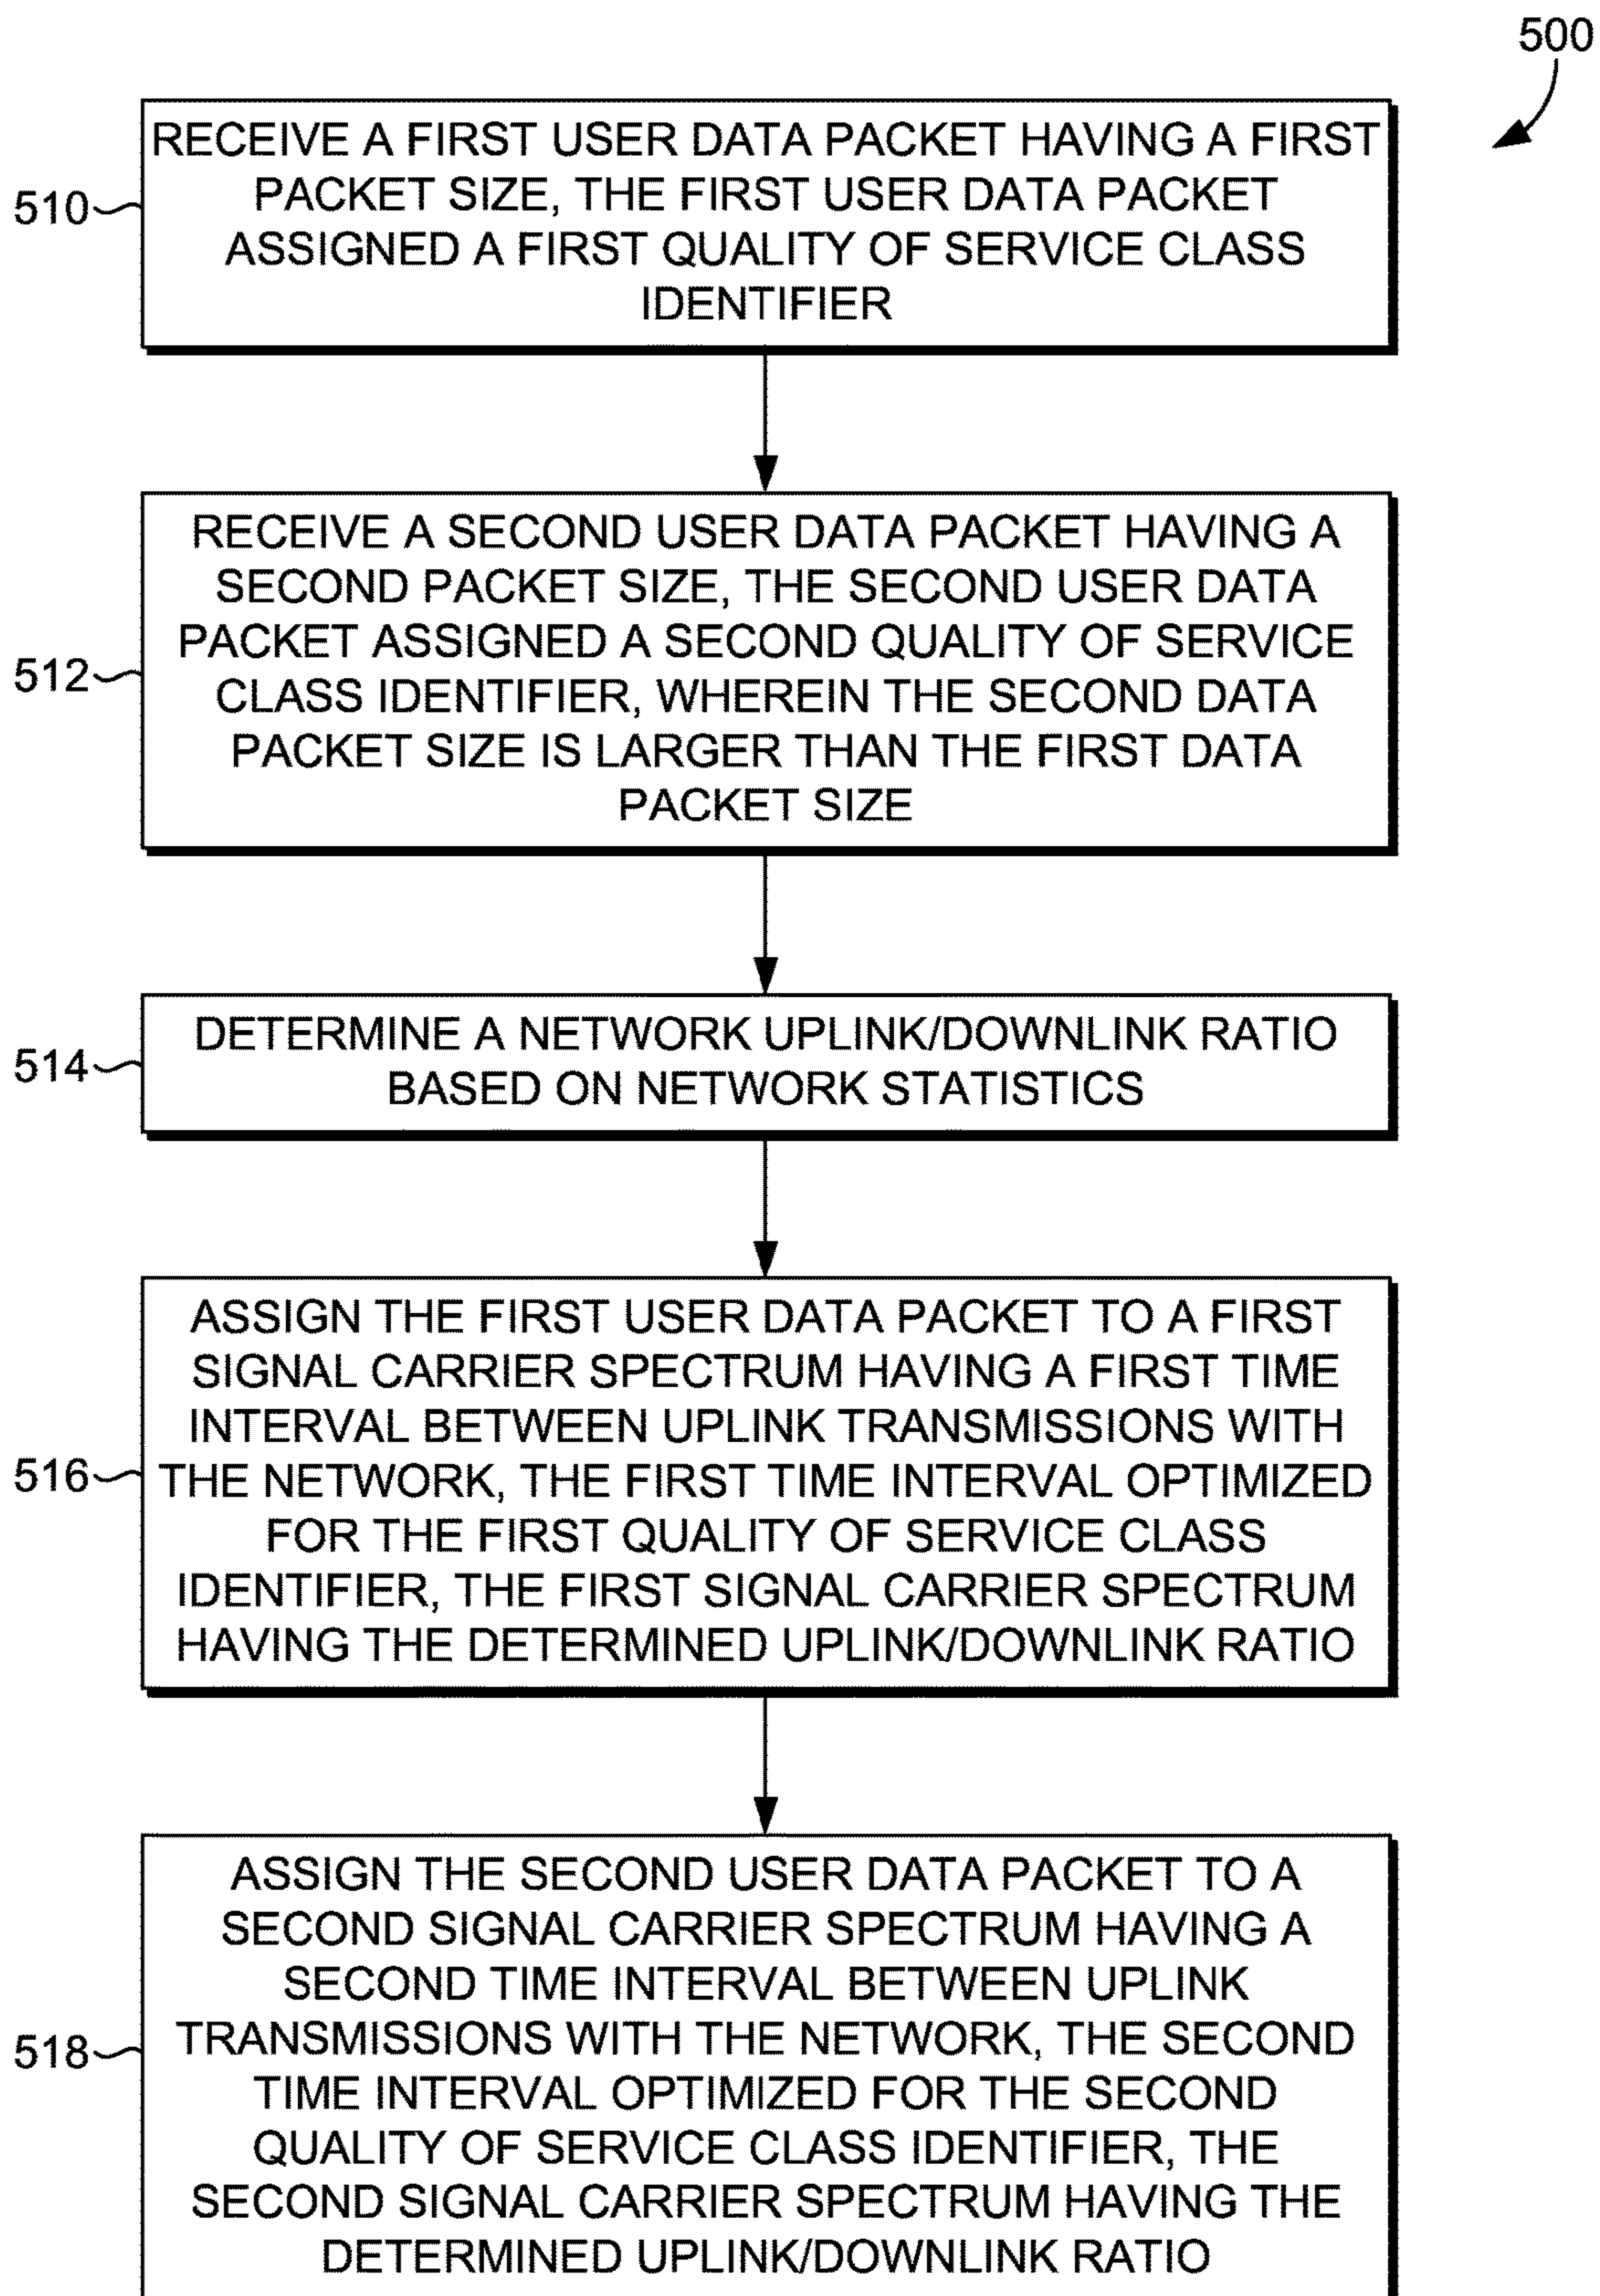 500
510
RECEIVE A FIRST USER DATA PACKET HAVING A FIRST
PACKET SIZE, THE FIRST USER DATA PACKET
ASSIGNED A FIRST QUALITY OF SERVICE CLASS
IDENTIFIER
512
RECEIVE A SECOND USER DATA PACKET HAVING A
SECOND PACKET SIZE, THE SECOND USER DATA
PACKET ASSIGNED A SECOND QUALITY OF SERVICE
CLASS IDENTIFIER, WHEREIN THE SECOND DATA
PACKET SIZE IS LARGER THAN THE FIRST DATA
PACKET SIZE
514
DETERMINE A NETWORK UPLINK/DOWNLINK RATIO
BASED ON NETWORK STATISTICS
516
ASSIGN THE FIRST USER DATA PACKET TO A FIRST
SIGNAL CARRIER SPECTRUM HAVING A FIRST TIME
INTERVAL BETWEEN UPLINK TRANSMISSIONS WITH
THE NETWORK, THE FIRST TIME INTERVAL OPTIMIZED
FOR THE FIRST QUALITY OF SERVICE CLASS
IDENTIFIER, THE FIRST SIGNAL CARRIER SPECTRUM
HAVING THE DETERMINED UPLINK/DOWNLINK RATIO
518
ASSIGN THE SECOND USER DATA PACKET TO A
SECOND SIGNAL CARRIER SPECTRUM HAVING A
SECOND TIME INTERVAL BETWEEN UPLINK
TRANSMISSIONS WITH THE NETWORK, THE SECOND
TIME INTERVAL OPTIMIZED FOR THE SECOND
QUALITY OF SERVICE CLASS IDENTIFIER, THE
SECOND SIGNAL CARRIER SPECTRUM HAVING THE
DETERMINED UPLINK/DOWNLINK RATIO